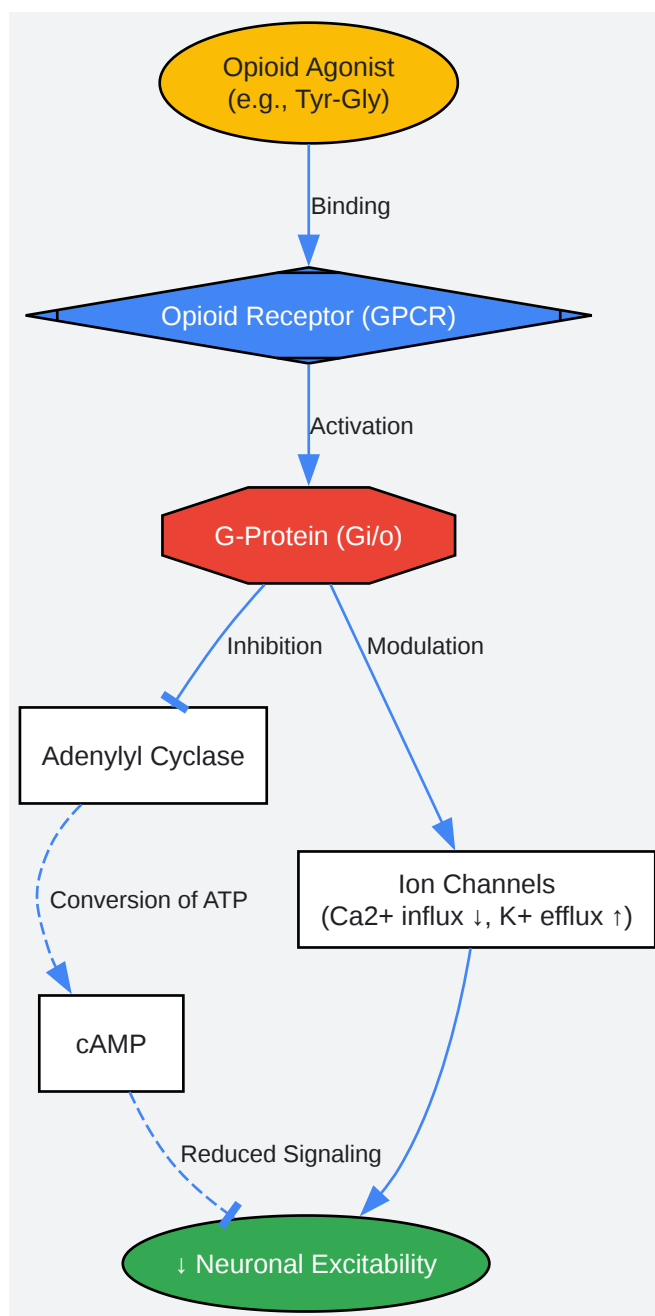 Opioid Agonist
(e.g., Tyr-Gly)
Binding
Opioid Receptor (GPCR)
Activation
G-Protein (Gi/o)
Inhibition
Modulation
Adenylyl Cyclase
Ion Channels
(Ca2+ influx ↓, K+ efflux ↑)
Conversion of ATP
cAMP
Reduced Signaling
↓ Neuronal Excitability